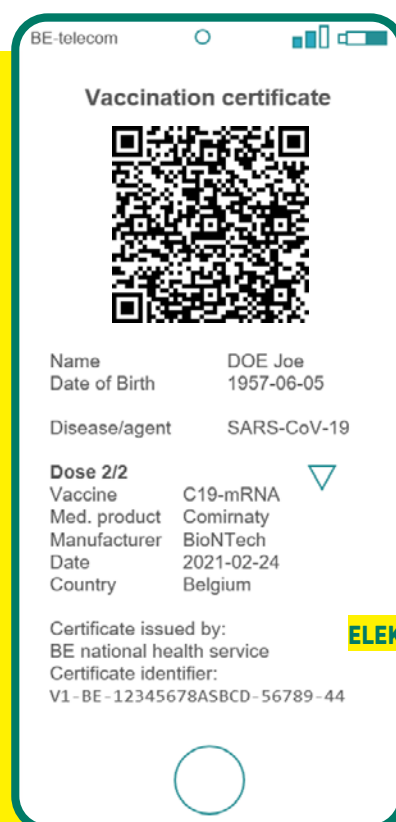 BE-telecom
Vaccination certificate
Name DOE Joe
Date of Birth 1957-06-05
Disease/agent SARS-CoV-19
Dose 2/2
Vaccine C19-mRNA
Med. product Comirnaty
Manufacturer BioNTech
Date 2021-02-24
Country Belgium
Certificate issued by:
BE national health service
Certificate identifier:
V1-BE-12345678ASBCD-56789-44
ELEK